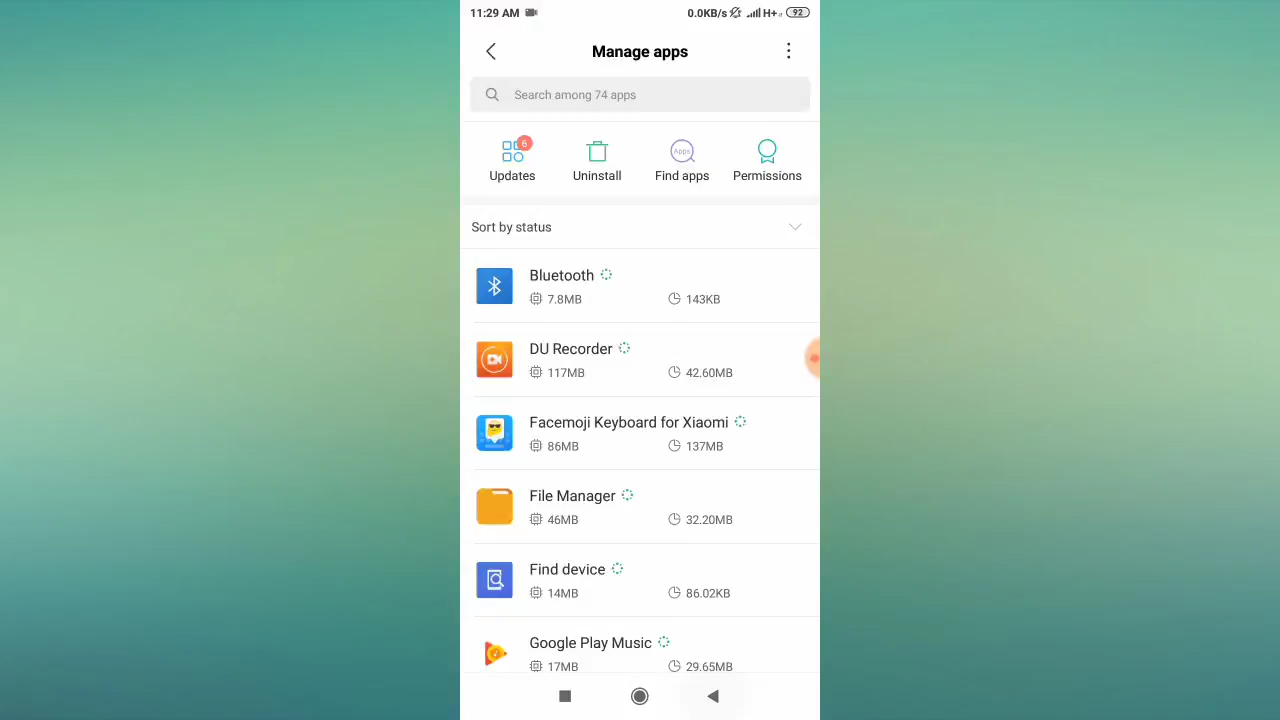 11:29 AM
0.0KB/s H+ 92
Manage apps
Search among 74 apps
6
Apps
Updates Uninstall Find apps Permissions
Sort by status
Bluetooth
7.8MB 143KB
DU Recorder
117MB 42.60MB
Facemoji Keyboard for Xiaomi
86MB 137MB
File Manager
46MB 32.20MB
Find device
14MB 86.02KB
Google Play Music
17MB 29.65MB